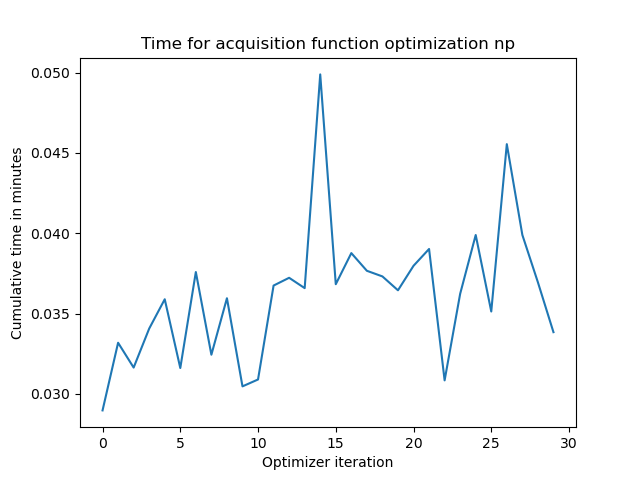 Time for acquisition function optimization np
Cumulative time in minutes
0.050
0.045
0.040
0.035
0.030
0 5 10 15 20 25 30
Optimizer iteration